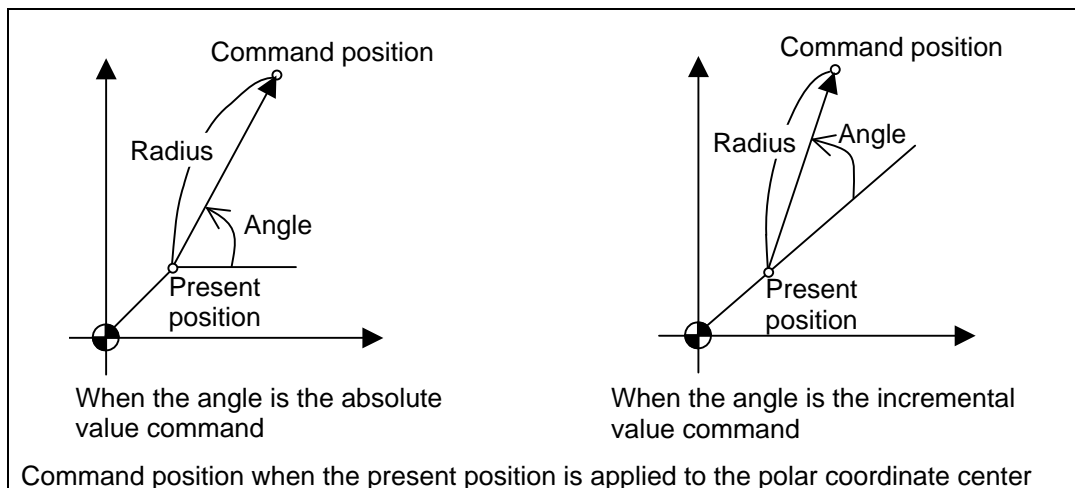 Command position
Radius
Angle
Present
position
When the angle is the absolute
value command
Command position
Radius
Angle
Present
position
When the angle is the incremental
value command
Command position when the present position is applied to the polar coordinate center